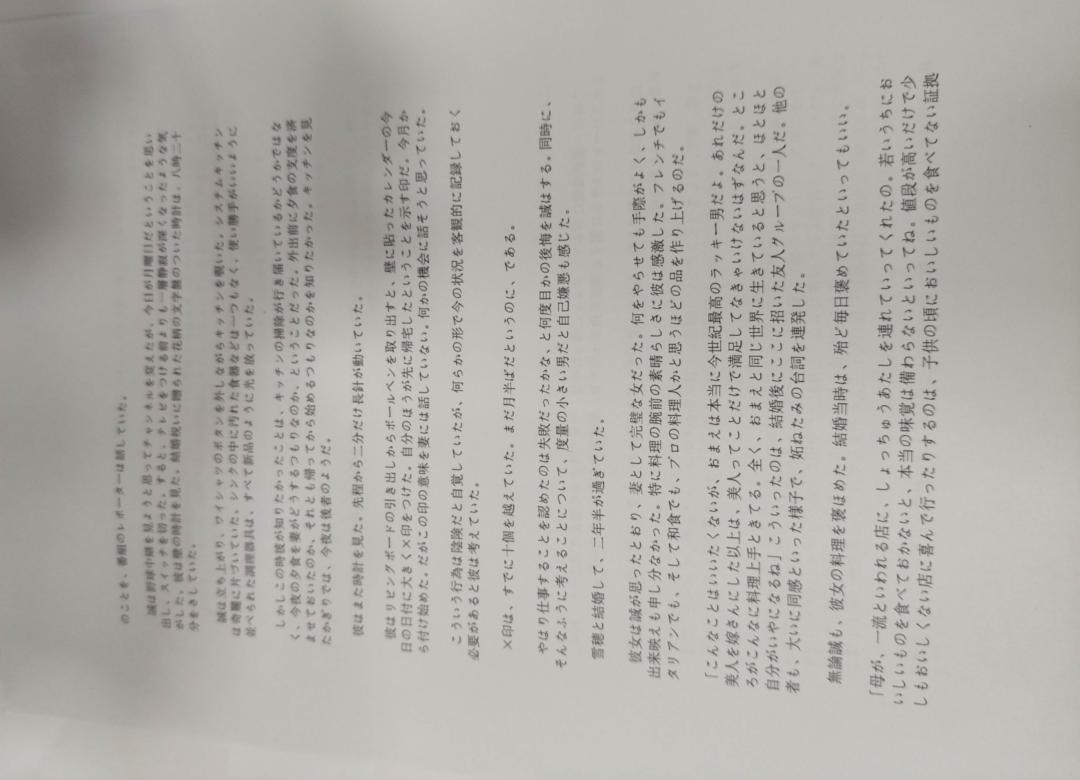 のことを、番組のレポーターは話していた。
誠は野球中継を見ようと思ってチャンネルを変えたが、今日が月曜日だということを思い
出し、スイッチを切った。するとテレビをつける前よりも一層静寂が深くなったような気
がした。彼は壁の時計を見た。結婚祝いに贈られた花柄の文字盤のついた時計は、八時二十
分をさしていた。
誠は立ち上がり、ワイシャツのボタンを外しながらキッチンを覗いた。システムキッチン
は奇麗に片づいていた。シンクの中に汚れた食器などは一つもなく、使い勝手がいいように
並べられた調理器具は、すべて新品のように光を放っていた。
しかしこの時彼が知りたかったことは、キッチンの掃除が行き届いているかどうかではな
く、今夜の夕食を妻がどうするつもりなのか、ということだった。外出前に夕食の支度を済
ませておいたのか、それとも帰ってから始めるつもりなのかを知りたかった。キッチンを見
たかぎりでは、今夜は後者のようだ。
彼はまた時計を見た。先程から二分だけ長針が動いていた。
彼はリビングボードの引き出しからボールペンを取り出すと、壁に貼ったカレンダーの今
日の日付に大きく×印をつけた。自分のほうが先に帰宅したということを示す印だ。今月か
ら付け始めた。だがこの印の意味を妻には話していない。何かの機会に話そうと思っていた。
こういう行為は陰険だと自覚していたが、何らかの形で今の状況を客観的に記録しておく
必要があると彼は考えていた。
×印は、すでに十個を越えていた。まだ月半ばだというのに、である。
やはり仕事することを認めたのは失敗だったかな、と何度目かの後悔を誠はする。同時に、
そんなふうに考えることについて、度量の小さい男だと自己嫌悪も感じた。
雪穂と結婚して、二年半が過ぎていた。
彼女は誠が思ったとおり、妻として完璧な女だった。何をやらせても手際がよく、しかも
出来映えも申し分なかった。特に料理の腕前の素晴らしさに彼は感激した。フレンチでもイ
タリアンでも、そして和食でも、プロの料理人かと思うほどの品を作り上げるのだ。
「こんなことはいいたくないが、おまえは本当に今世紀最高のラッキー男だよ。あれだけの
美人を嫁さんにした以上は、美人ってことだけで満足してなきゃいけないはずなんだ。とこ
ろがこんなに料理上手ときてる。全く、おまえと同じ世界に生きていると思うと、ほとほと
自分がいやになるね」こういったのは、結婚後にここに招いた友人グループの一人だ。他の
者も、大いに同感といった様子で、妬ねたみの台詞を連発した。
無論誠も、彼女の料理を褒ほめた。結婚当時は、殆ど毎日褒めていたといってもいい。
「母が、一流といわれる店に、しょっちゅうあたしを連れていってくれたの。若いうちにお
いしいものを食べておかないと、本当の味覚は備わらないといってね。値段が高いだけで少
しもおいしくない店に喜んで行ったりするのは、子供の頃においしいものを食べてない証拠